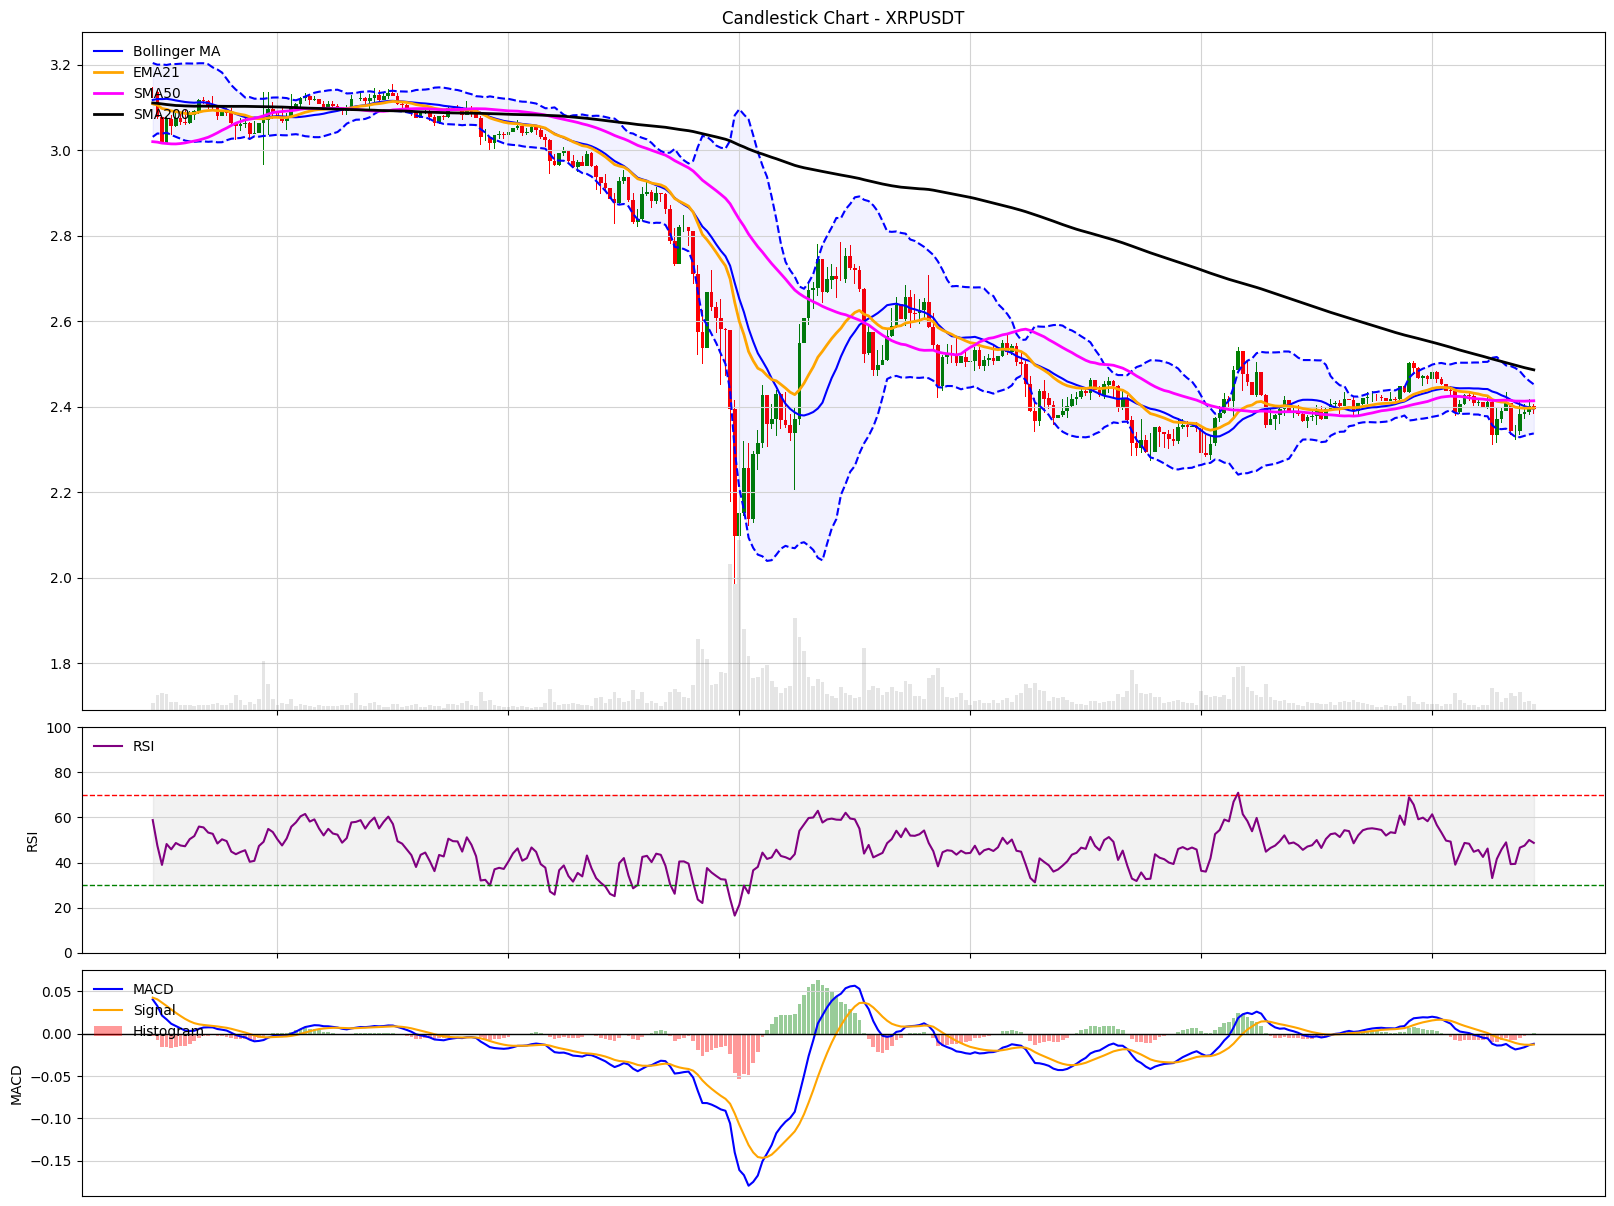 Candlestick Chart - XRPUSDT
Bollinger MA
EMA21
SMA50
SMA200
3.2
3.0
2.8
2.6
2.4
2.2
2.0
1.8
RSI
100
80
60
40
20
0
RSI
MACD
Signal
Histogram
0.05
0.00
−0.05
−0.10
−0.15
MACD